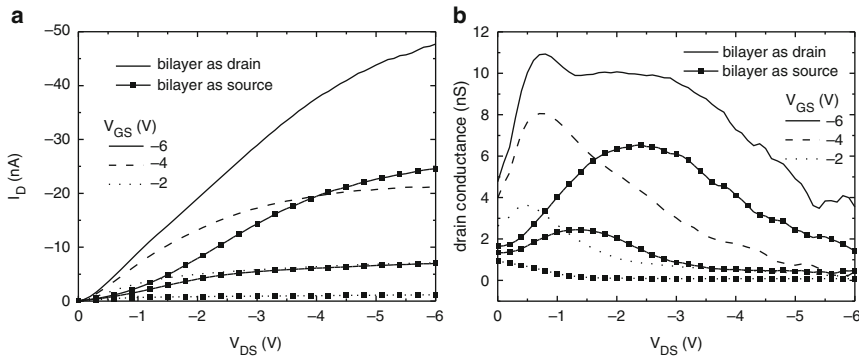 a
b
−50
−40
−30
−20
−10
0
I_D (nA)
bilayer as drain
bilayer as source
V_GS (V)
−6
−4
−2
0
−1
−2
−3
−4
−5
−6
V_DS (V)
12
10
8
6
4
2
0
drain conductance (nS)
bilayer as drain
bilayer as source
V_GS (V)
−6
−4
−2
0
−1
−2
−3
−4
−5
−6
V_DS (V)